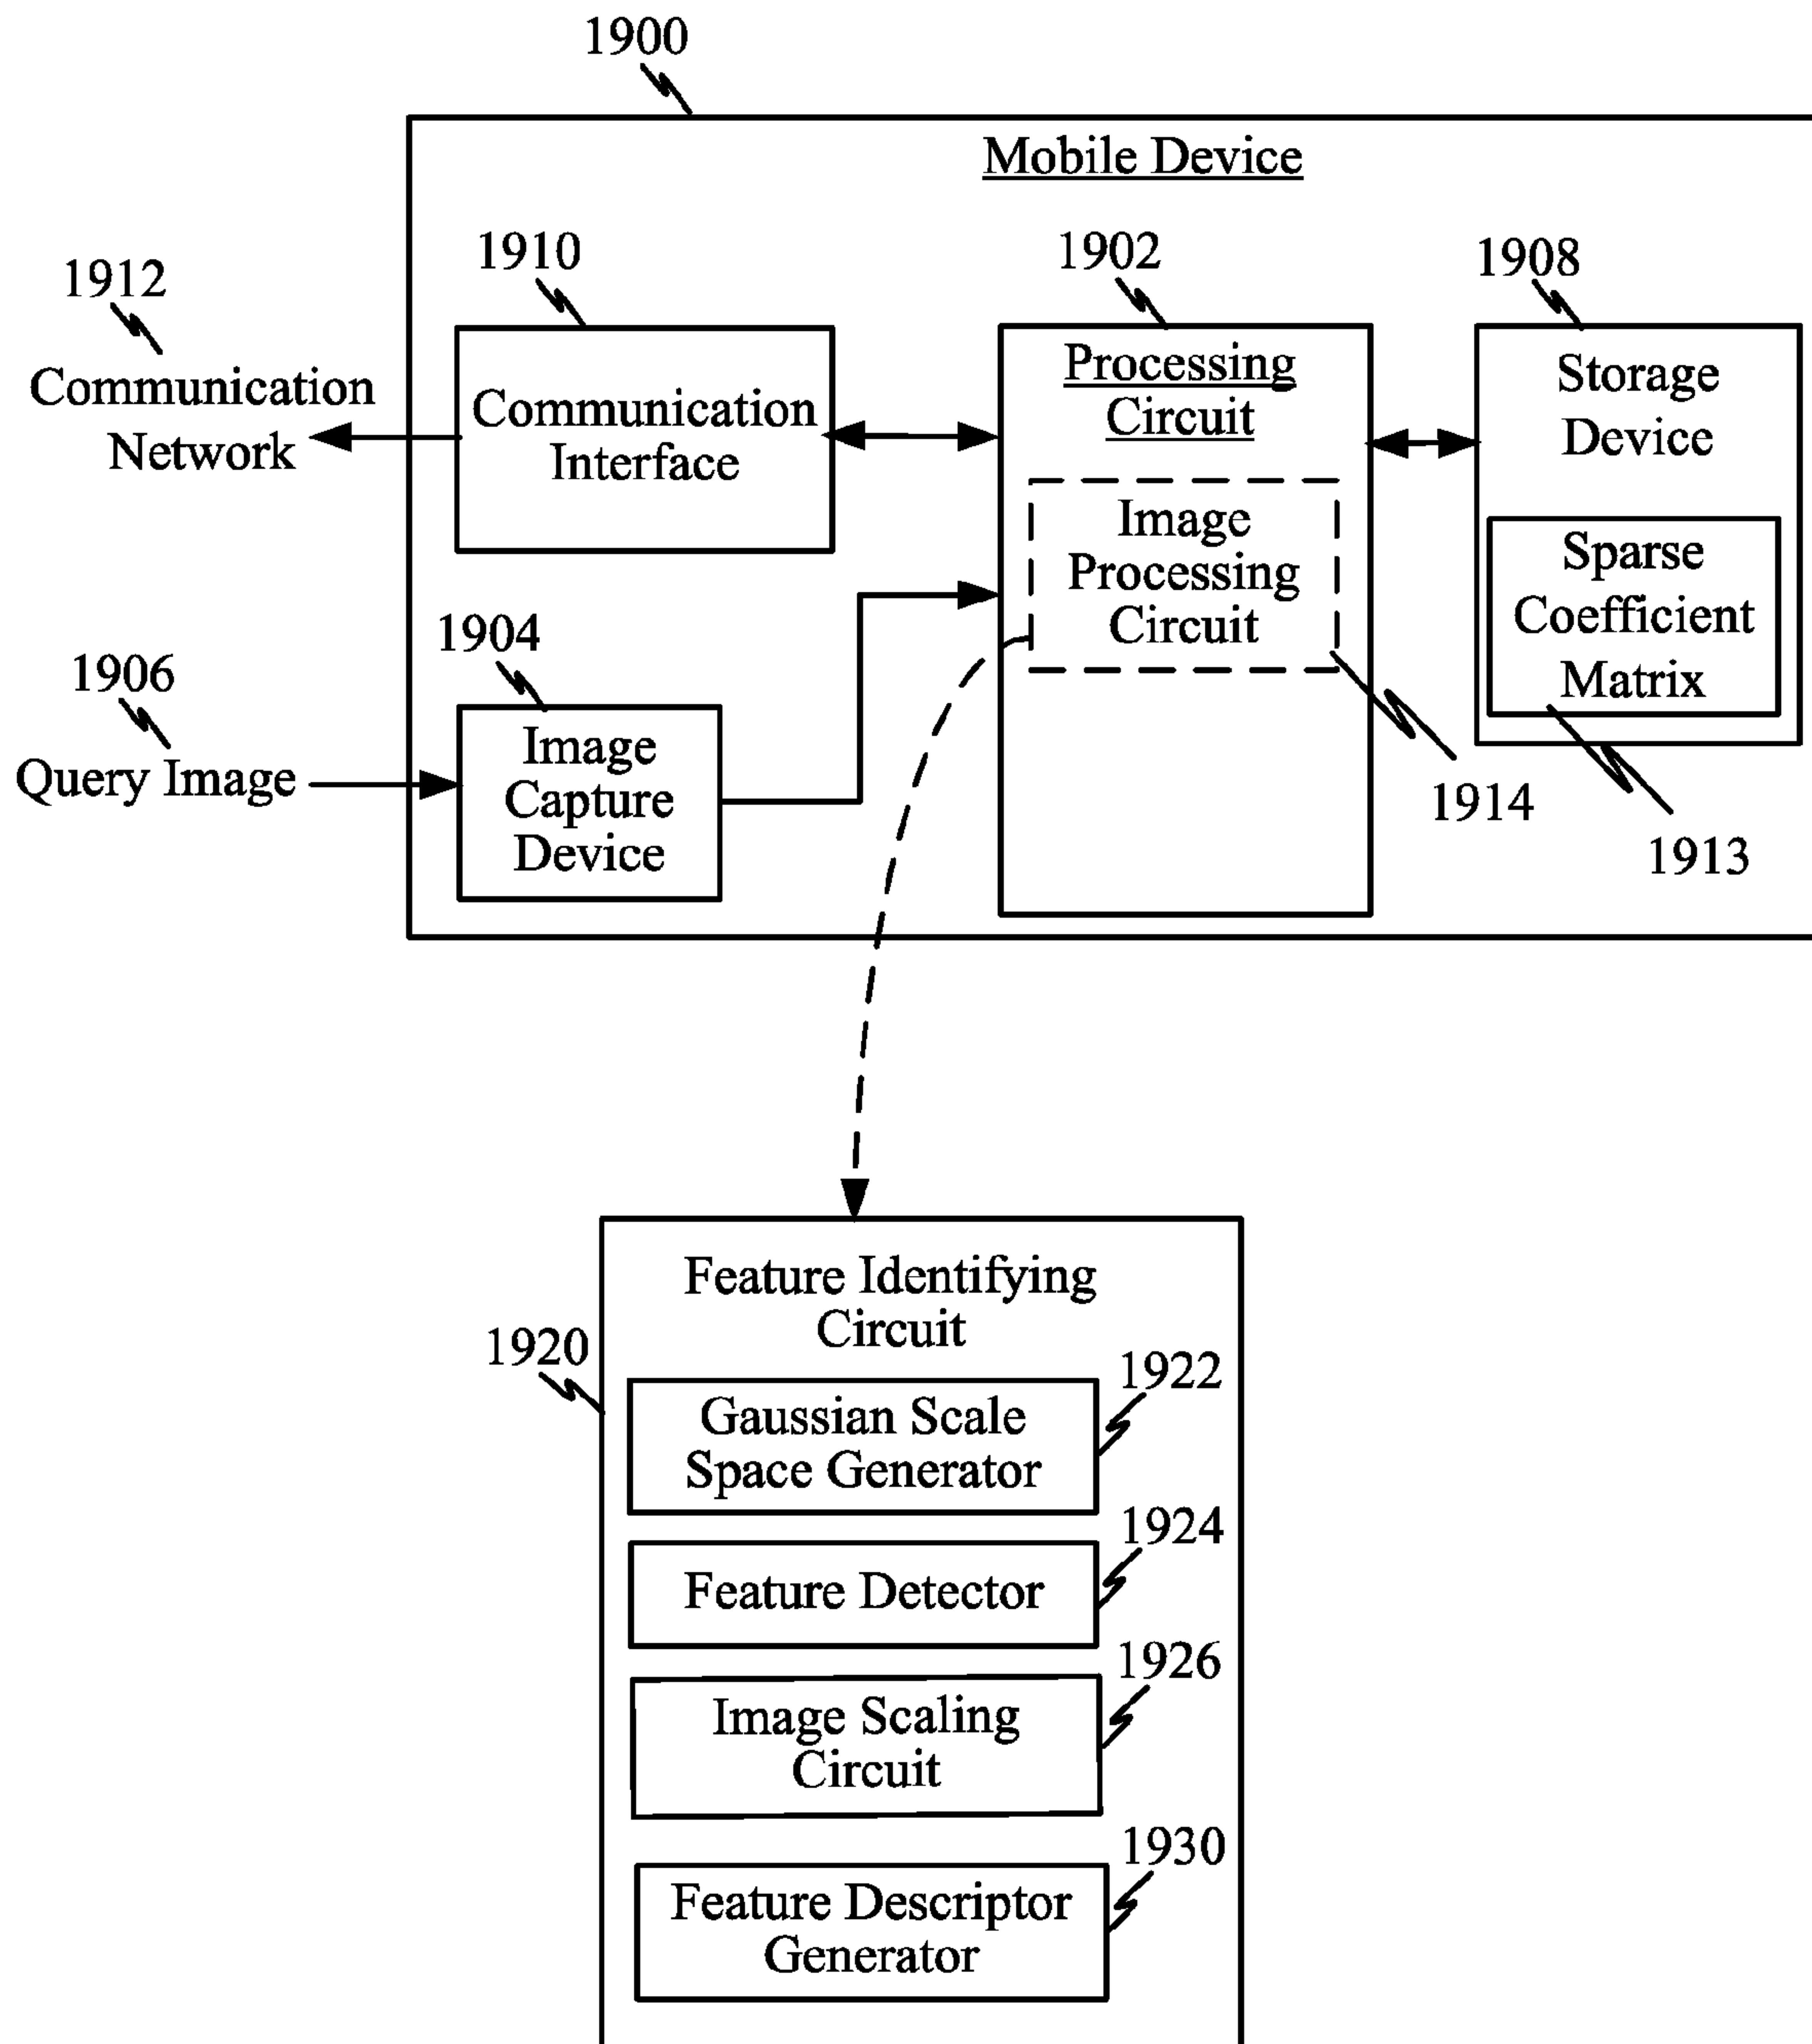 1900
Mobile Device
1912
Communication
Network
1910
Communication
Interface
1902
Processing
Circuit
Image
Processing
Circuit
1908
Storage
Device
Sparse
Coefficient
Matrix
1906
Query Image
1904
Image
Capture
Device
1914
1913
Feature Identifying
Circuit
1920
1922
Gaussian Scale
Space Generator
1924
Feature Detector
1926
Image Scaling
Circuit
1930
Feature Descriptor
Generator